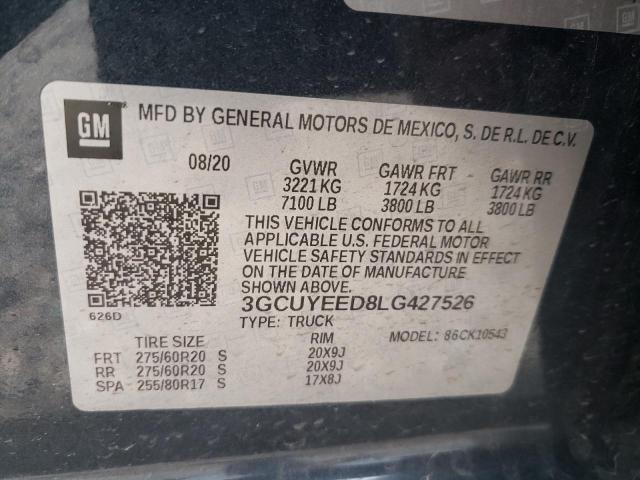 GM
MFD BY GENERAL MOTORS DE MEXICO, S. DE R.L. DE C.V.
08/20 GVWR GAWR FRT GAWR RR
3221 KG 1724 KG 1724 KG
7100 LB 3800 LB 3800 LB
THIS VEHICLE CONFORMS TO ALL
APPLICABLE U.S. FEDERAL MOTOR
VEHICLE SAFETY STANDARDS IN EFFECT
ON THE DATE OF MANUFACTURE
SHOWN ABOVE.
3GCUYEED8LG427526
626D
TYPE: TRUCK MODEL: 86CK10543
TIRE SIZE RIM
FRT 275/60R20 S 20X9J
RR 275/60R20 S 20X9J
SPA 255/80R17 S 17X8J